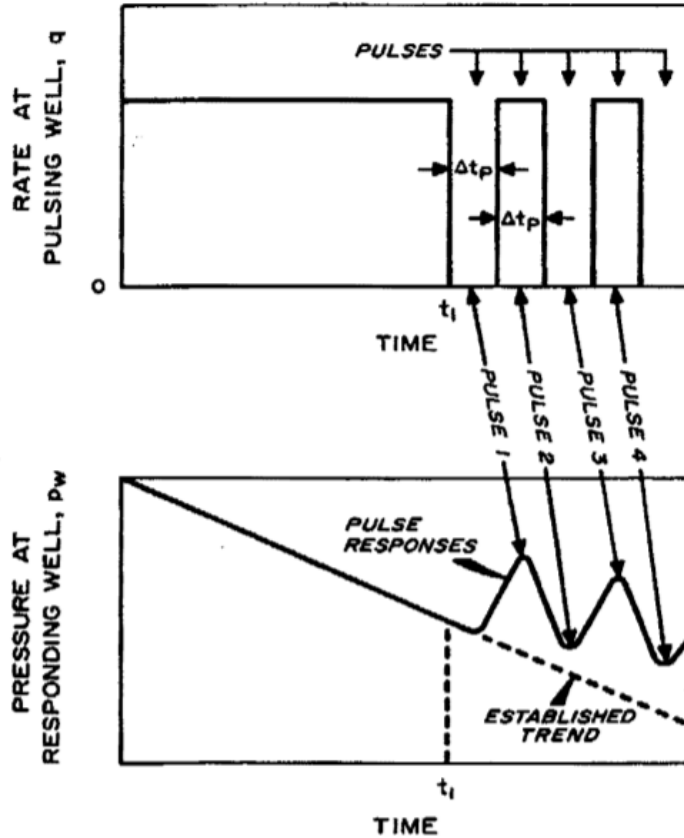 RATE AT
PULSING WELL, q
PULSES
Δtp
Δtp
O
t₁
TIME
PULSE 1
PULSE 2
PULSE 3
PULSE 4
PRESSURE AT
RESPONDING WELL, pw
PULSE
RESPONSES
ESTABLISHED
TREND
t₁
TIME